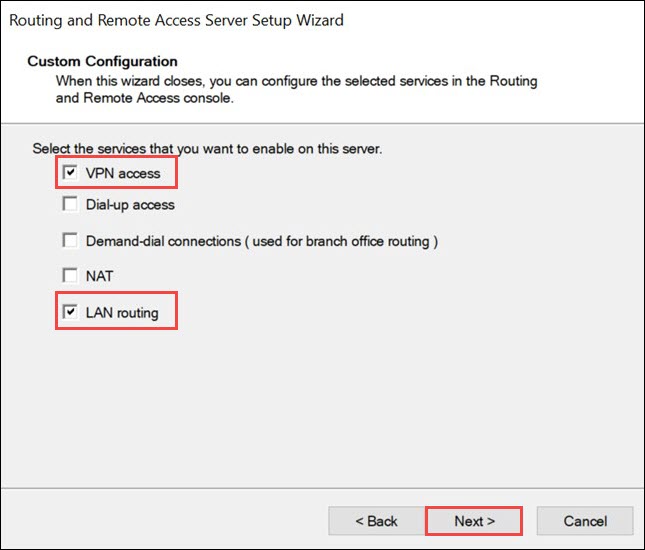 Routing and Remote Access Server Setup Wizard
Custom Configuration
When this wizard closes, you can configure the selected services in the Routing
and Remote Access console.
Select the services that you want to enable on this server.
VPN access
Dial-up access
Demand-dial connections ( used for branch office routing )
NAT
LAN routing
< Back Next > Cancel